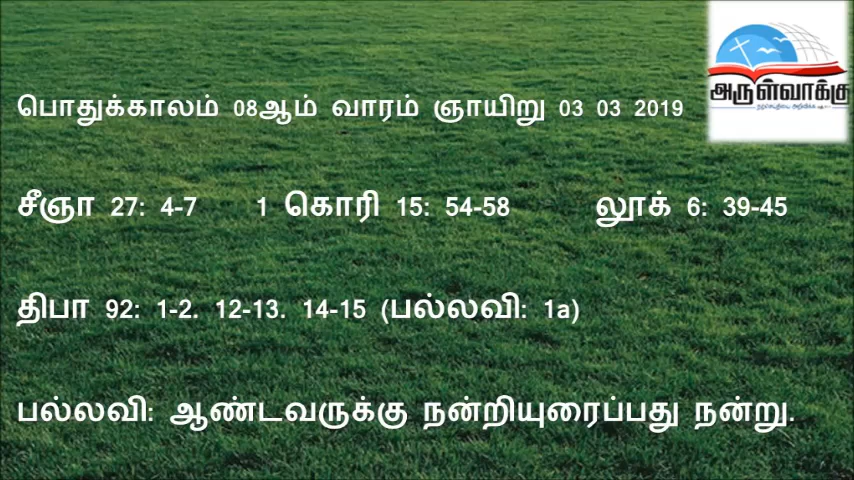 அருள்வாக்கு
பொதுக்காலம் 08ஆம் வாரம் ஞாயிறு 03 03 2019
சீஞா 27: 4-7 1 கொரி 15: 54-58 லூக் 6: 39-45
திபா 92: 1-2. 12-13. 14-15 (பல்லவி: 1a)
பல்லவி: ஆண்டவருக்கு நன்றியுரைப்பது நன்று.